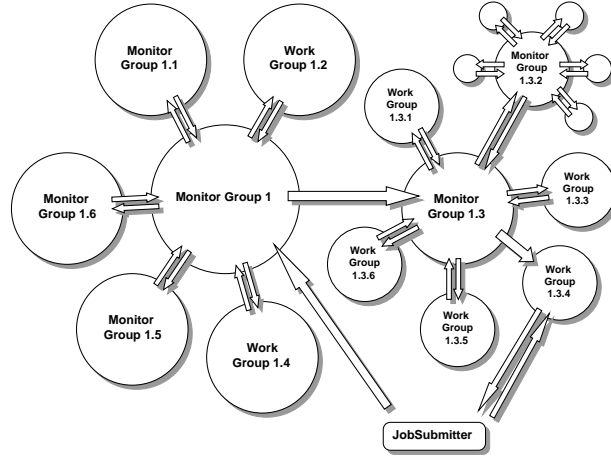 Monitor
Group 1.1
Work
Group 1.2
Monitor
Group
1.3.2
Work
Group
1.3.1
Monitor
Group 1.6
Monitor Group 1
Monitor
Group 1.3
Work
Group
1.3.3
Work
Group
1.3.6
Work
Group
1.3.4
Monitor
Group 1.5
Work
Group 1.4
Work
Group
1.3.5
JobSubmitter